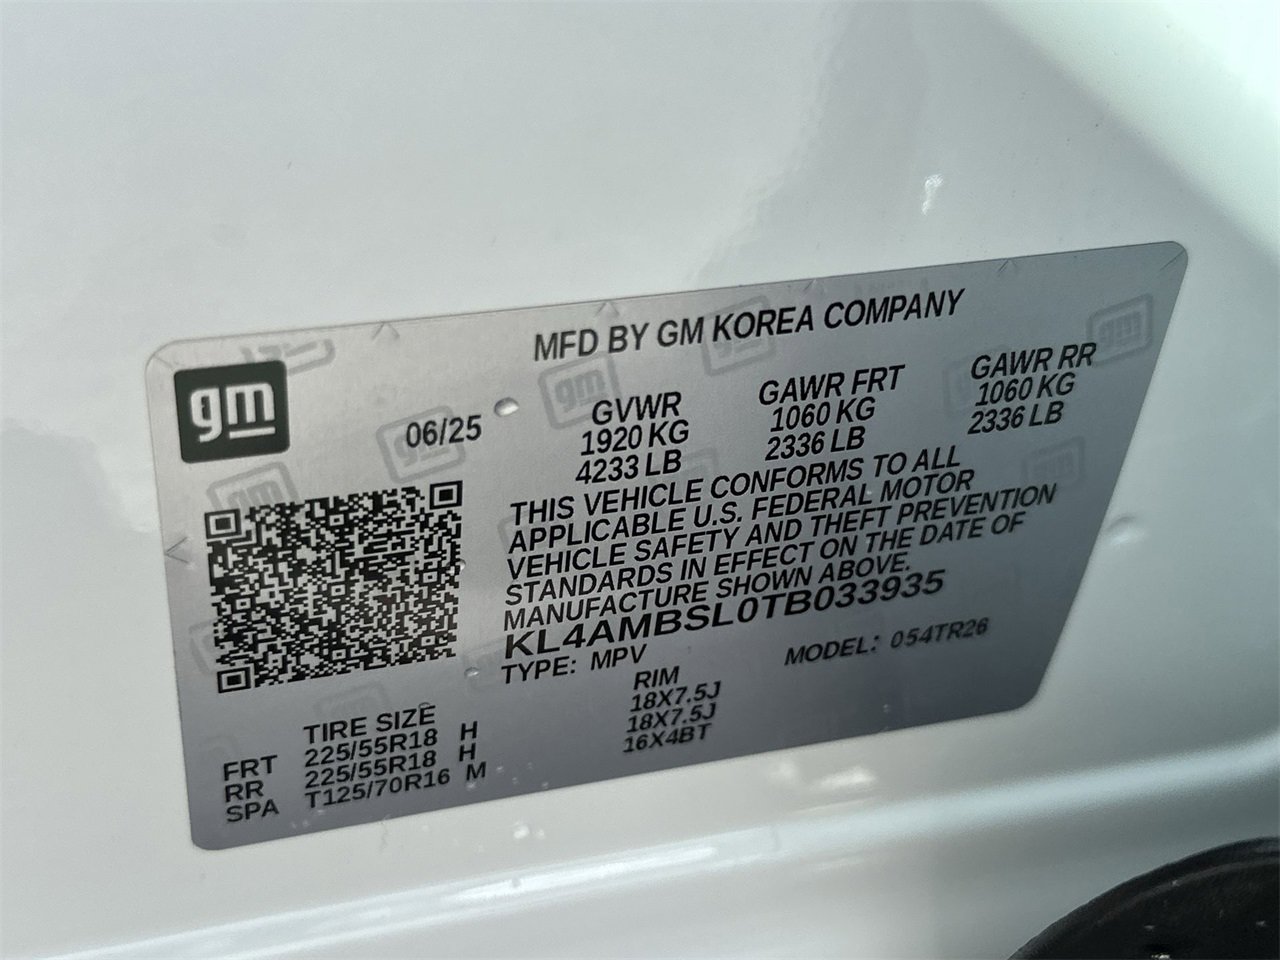 MFD BY GM KOREA COMPANY
gm
06/25
GVWR GAWR FRT GAWR RR
1920 KG 1060 KG 1060 KG
4233 LB 2336 LB 2336 LB
THIS VEHICLE CONFORMS TO ALL
APPLICABLE U.S. FEDERAL MOTOR
VEHICLE SAFETY AND THEFT PREVENTION
STANDARDS IN EFFECT ON THE DATE OF
MANUFACTURE SHOWN ABOVE.
KL4AMBSL0TB033935
TYPE: MPV MODEL: 054TR26
TIRE SIZE RIM
FRT 225/55R18 H 18X7.5J
RR 225/55R18 H 18X7.5J
SPA T125/70R16 M 16X4BT